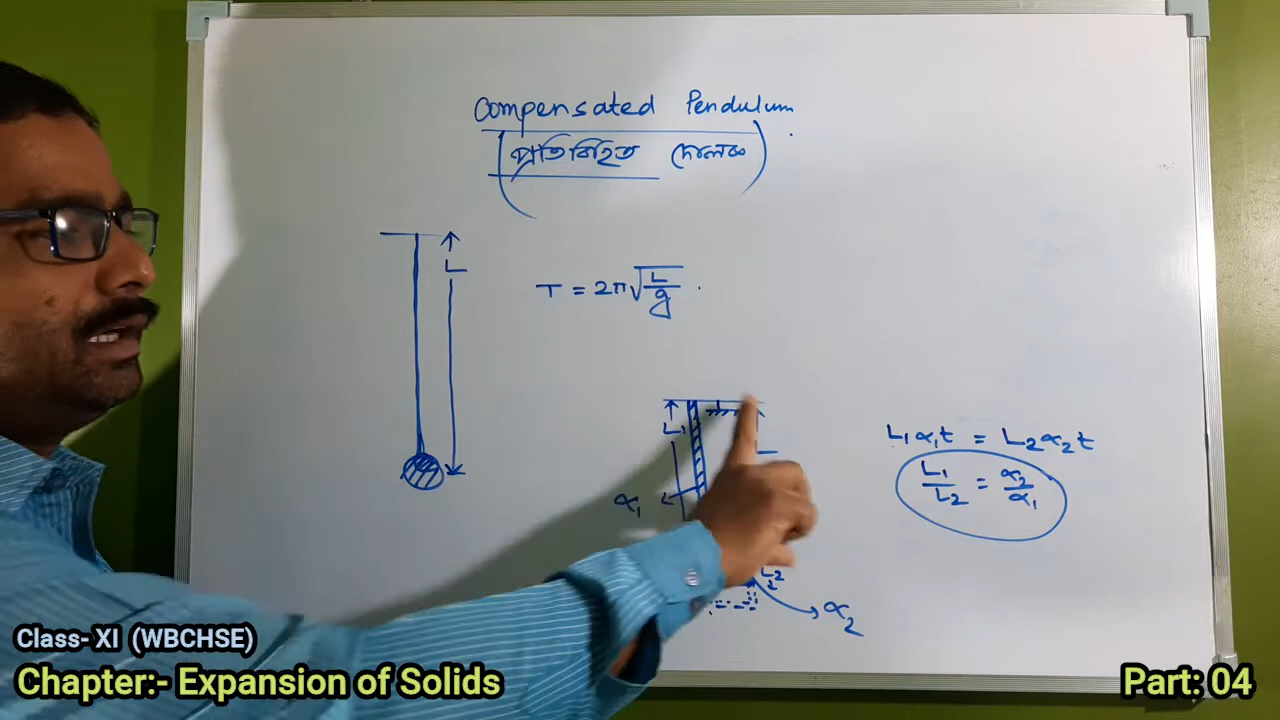 Compensated Pendulum
(প্রতিবিহিত দোলক)
L
T = 2π√(L/g)
L₁
α₁
L
L₂
α₂
L₁α₁t = L₂α₂t
L₁/L₂ = α₂/α₁
Class- XI (WBCHSE)
Chapter:- Expansion of Solids
Part: 04